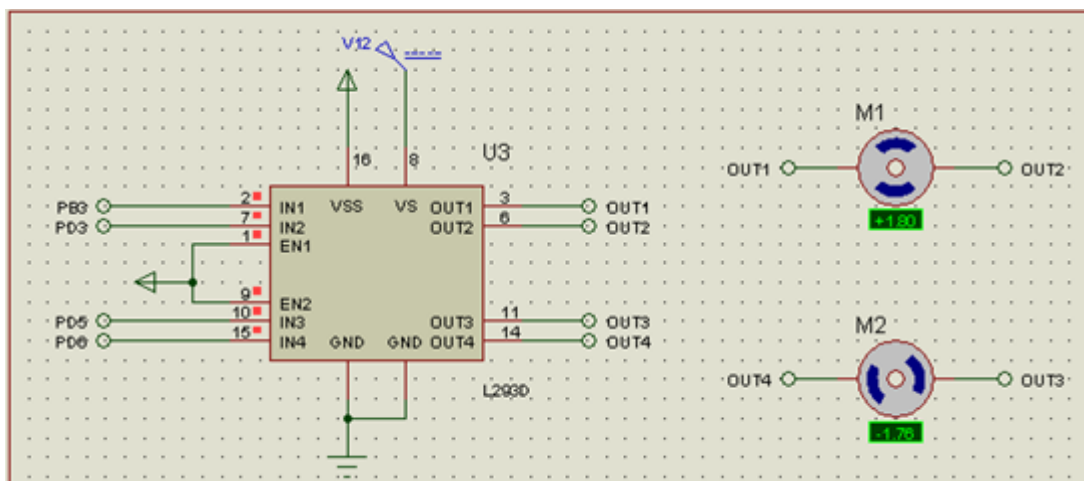 V12
16 8 U3
M1
OUT1 OUT2
+1.80
PB3 2 IN1 VSS VS OUT1 3 OUT1
PD3 7 IN2 OUT2 6 OUT2
1 EN1
9 EN2
PD5 10 IN3 OUT3 11 OUT3
PD6 15 IN4 GND GND OUT4 14 OUT4
L293D
M2
OUT4 OUT3
-1.76